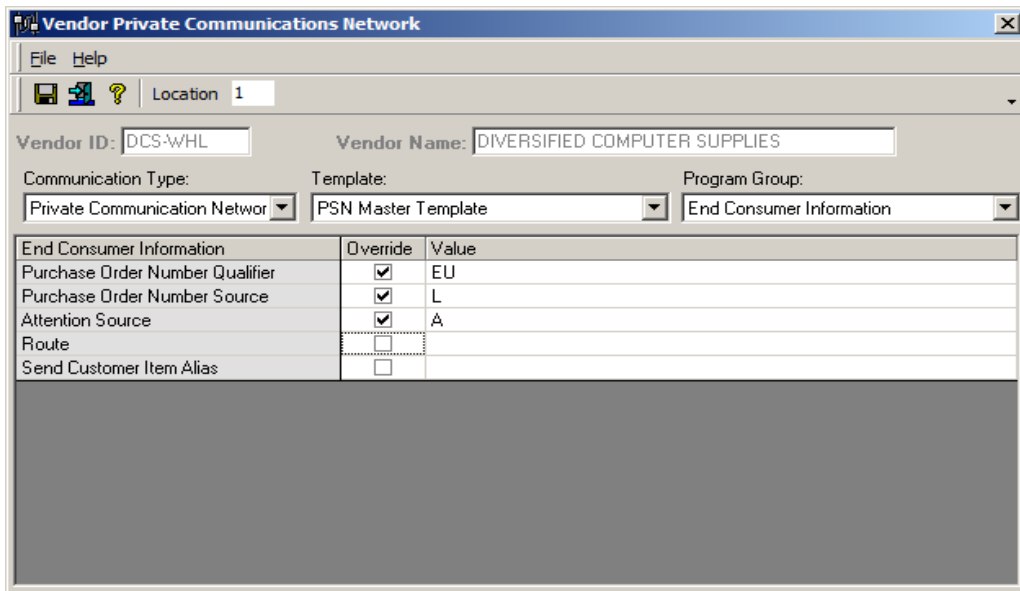 Vendor Private Communications Network
File Help
Location 1
Vendor ID: DCS-WHL Vendor Name: DIVERSIFIED COMPUTER SUPPLIES
Communication Type: Template: Program Group:
Private Communication Networ PSN Master Template End Consumer Information
End Consumer Information Override Value
Purchase Order Number Qualifier EU
Purchase Order Number Source L
Attention Source A
Route
Send Customer Item Alias